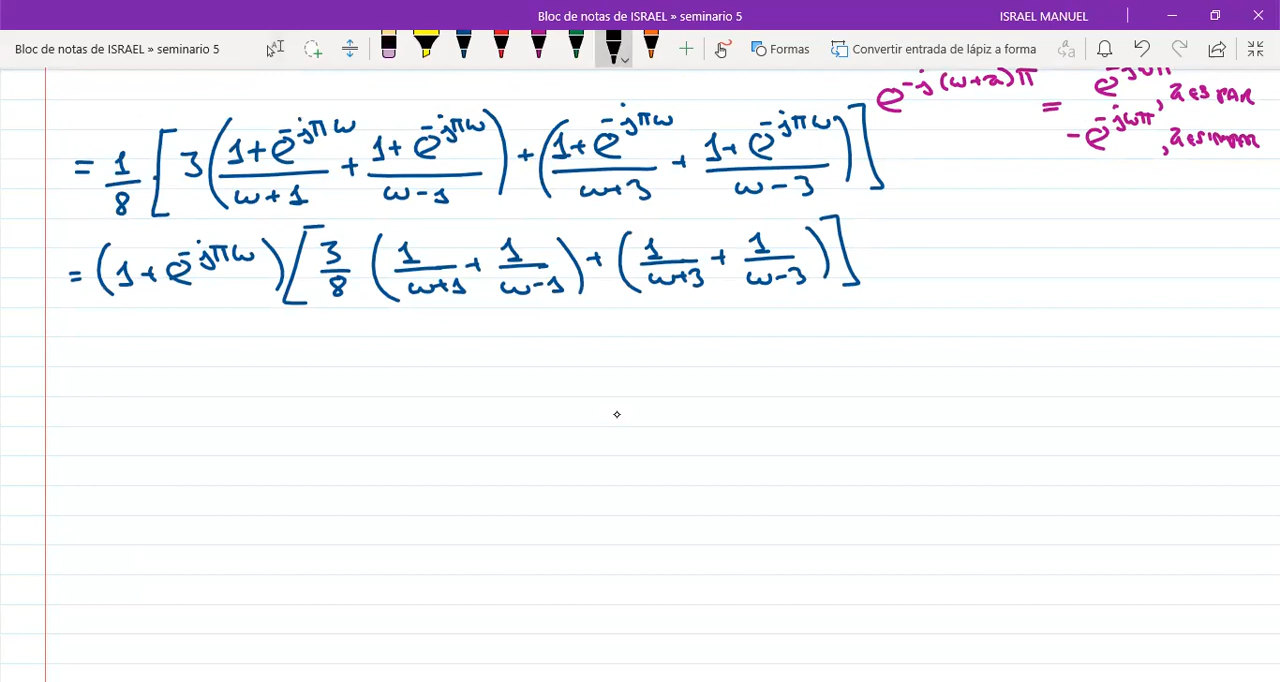 Bloc de notas de ISRAEL » seminario 5
ISRAEL MANUEL
Bloc de notas de ISRAEL » seminario 5
Formas
Convertir entrada de lápiz a forma
e^{-j(ω+a)π} = e^{-jωπ}, a ES PAR
-e^{-jωπ}, a ES IMPAR
= 1/8 [ 3 ( (1+e^{-jπω})/(ω+1) + (1+e^{-jπω})/(ω-1) ) + ( (1+e^{-jπω})/(ω+3) + (1+e^{-jπω})/(ω-3) ) ]
= (1+e^{-jπω}) [ 3/8 ( 1/(ω+1) + 1/(ω-1) ) + ( 1/(ω+3) + 1/(ω-3) ) ]